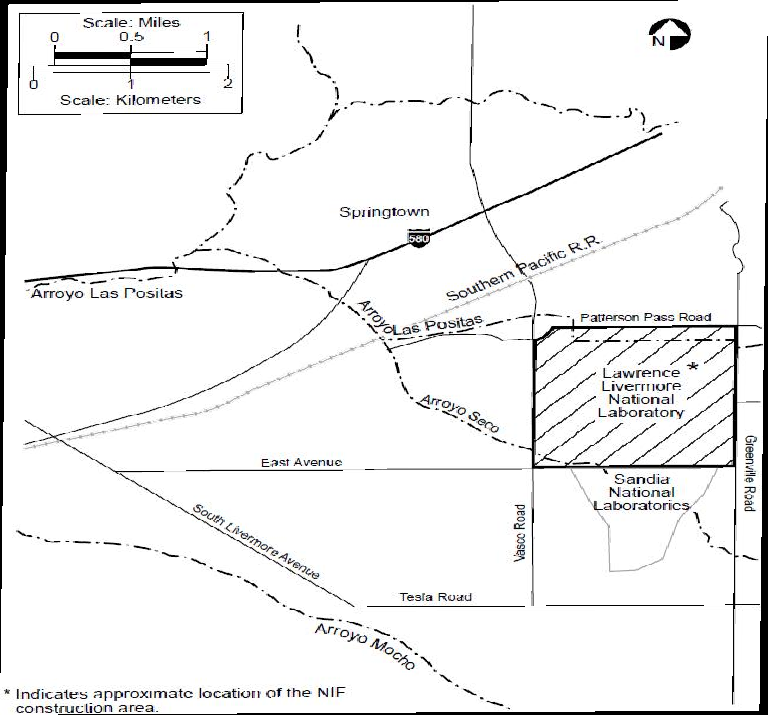 Scale: Miles
0 0.5 1
0 1 2
Scale: Kilometers
N
Springtown
580
Southern Pacific R.R.
Arroyo Las Positas
Arroyo Las Positas
Patterson Pass Road
Lawrence *
Livermore
National
Laboratory
Arroyo Seco
East Avenue
Greenville Road
Sandia
National
Laboratories
South Livermore Avenue
Vasco Road
Tesla Road
Arroyo Mocho
* Indicates approximate location of the NIF
construction area.